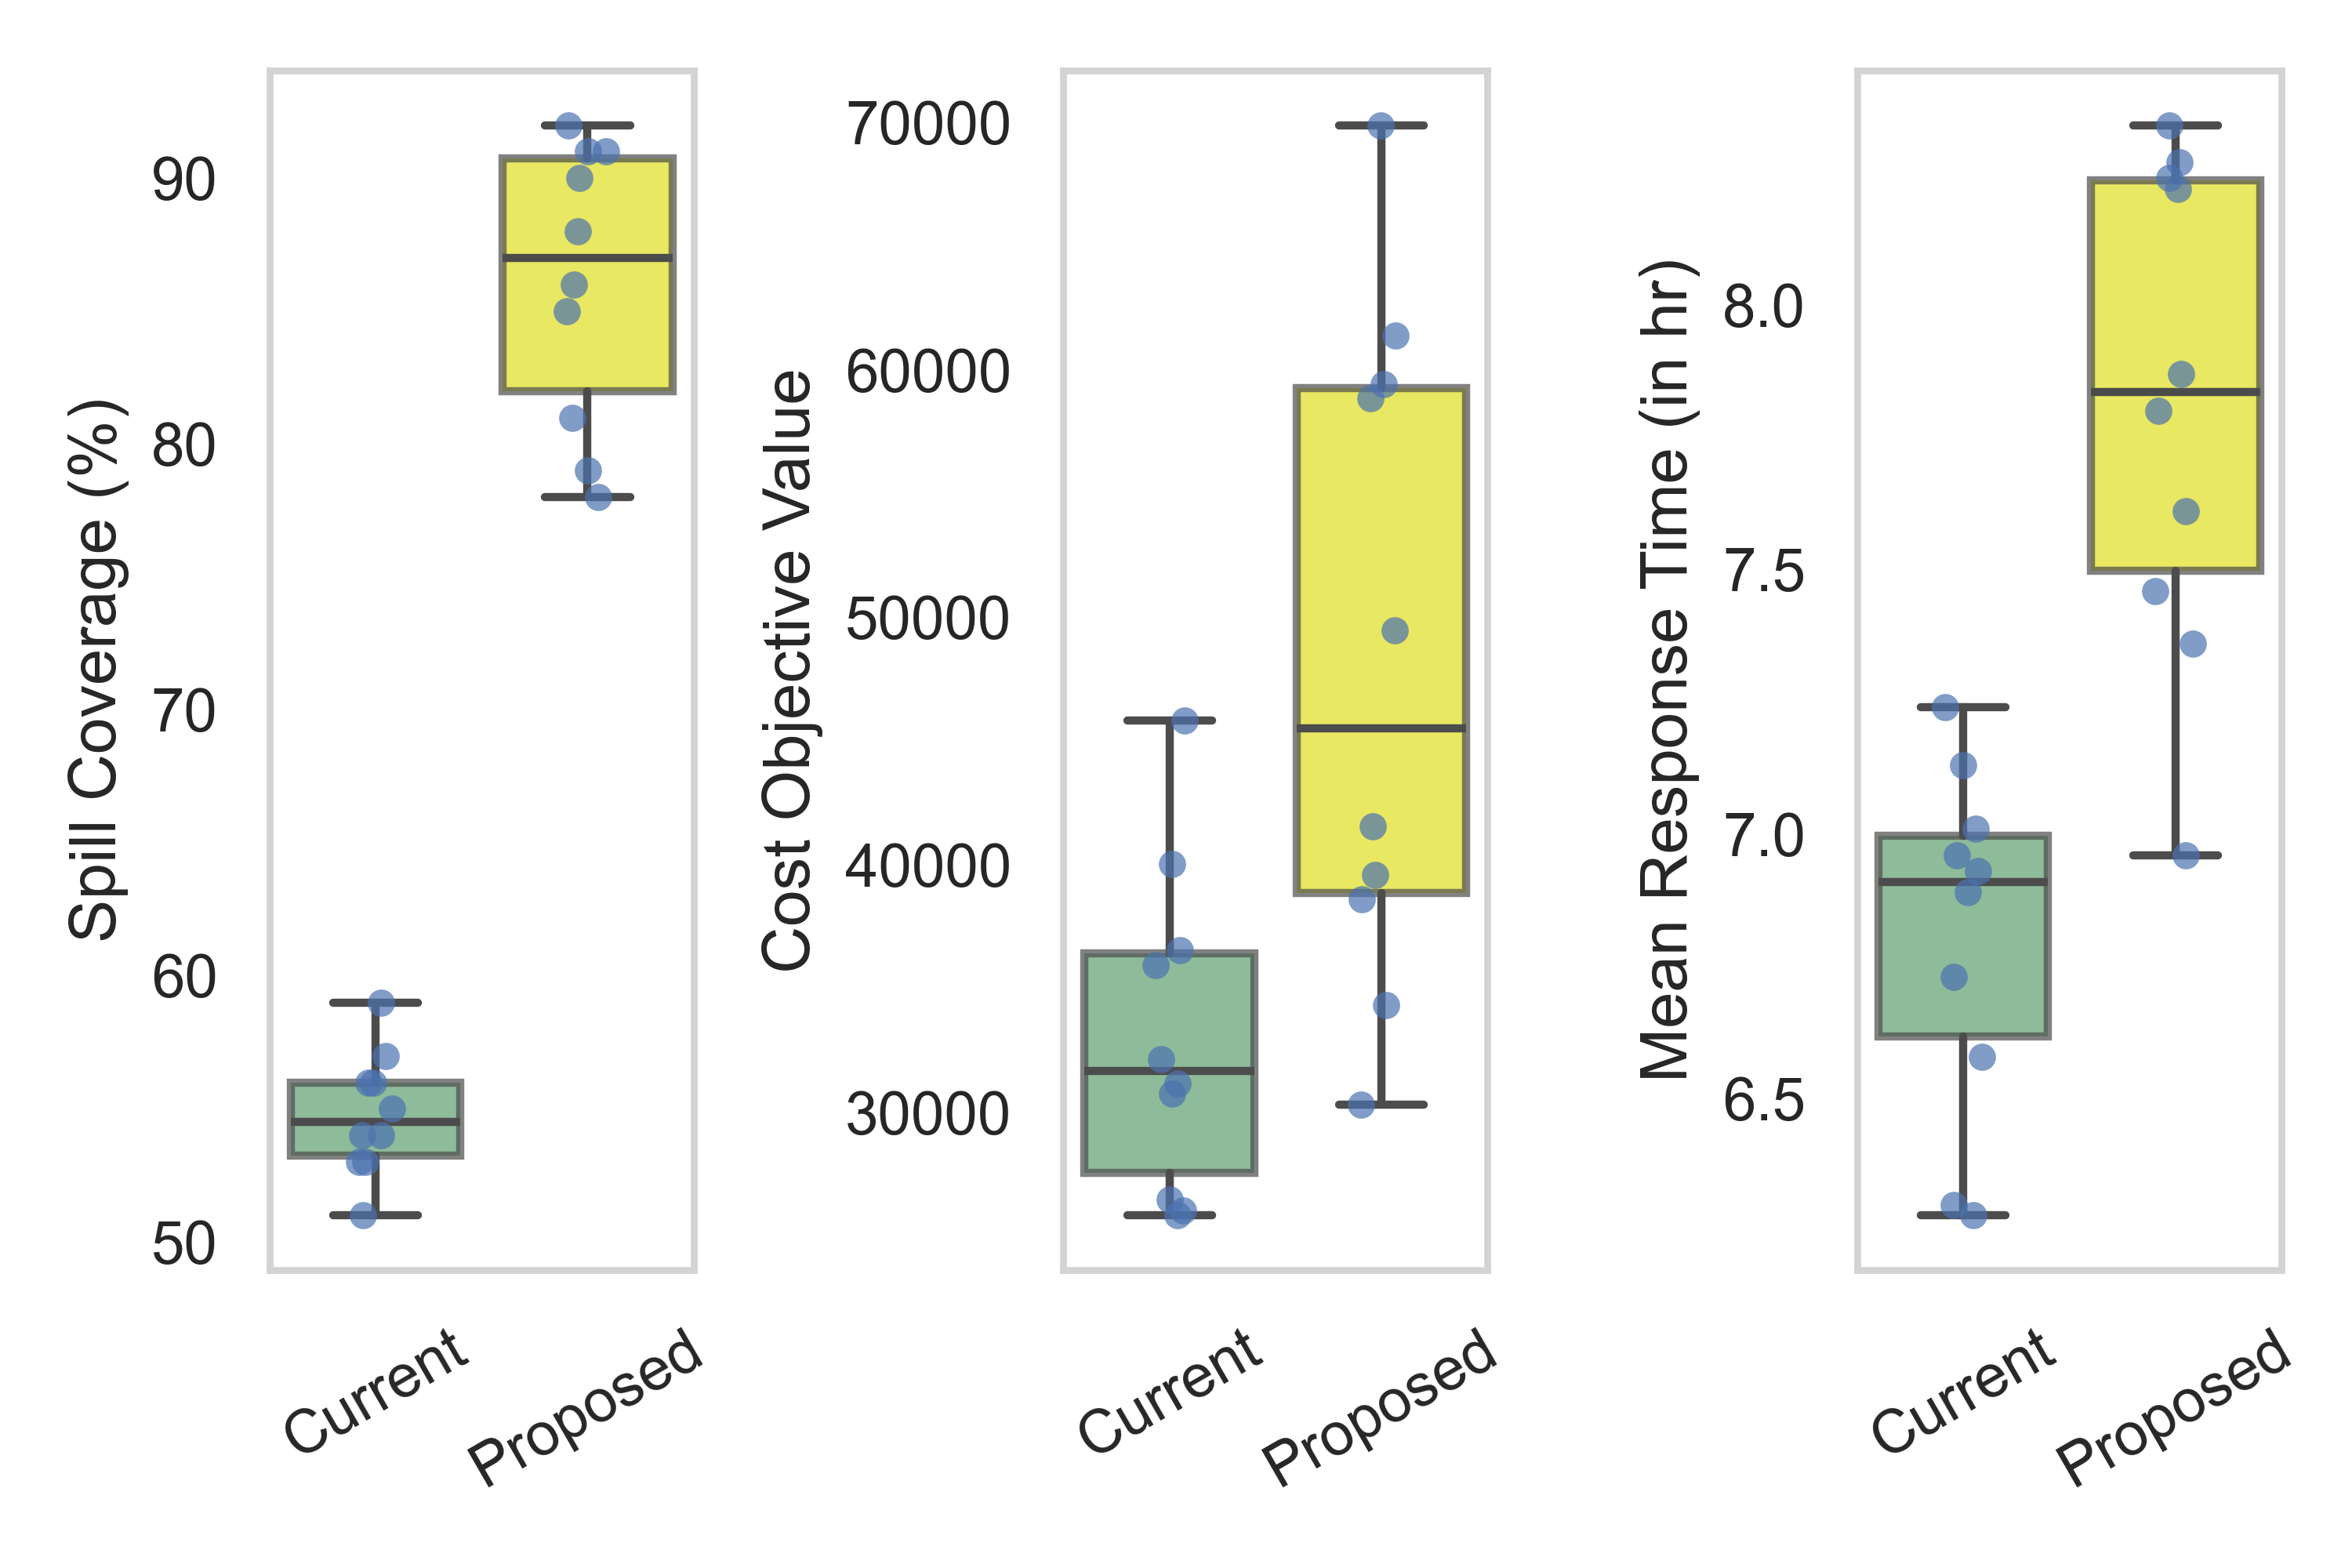 Spill Coverage (%)
90
80
70
60
50
Current
Proposed
Cost Objective Value
70000
60000
50000
40000
30000
Current
Proposed
Mean Response Time (in hr)
8.0
7.5
7.0
6.5
Current
Proposed